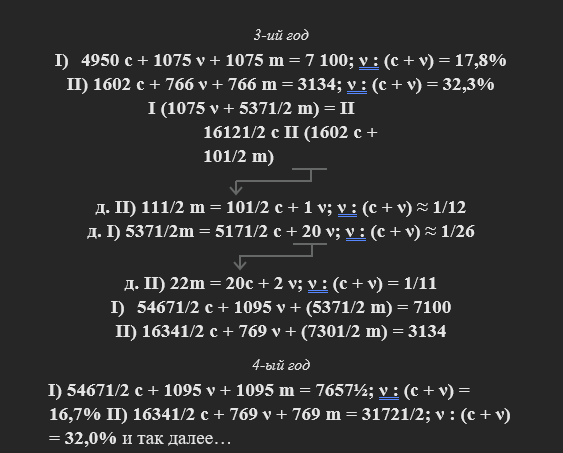 3-ий год
I) 4950 c + 1075 v + 1075 m = 7 100; v : (c + v) = 17,8%
II) 1602 c + 766 v + 766 m = 3134; v : (c + v) = 32,3%
I (1075 v + 5371/2 m) = II
16121/2 c II (1602 c +
101/2 m)
д. II) 111/2 m = 101/2 c + 1 v; v : (c + v) ≈ 1/12
д. I) 5371/2m = 5171/2 c + 20 v; v : (c + v) ≈ 1/26
д. II) 22m = 20c + 2 v; v : (c + v) = 1/11
I) 54671/2 c + 1095 v + (5371/2 m) = 7100
II) 16341/2 c + 769 v + (7301/2 m) = 3134
4-ый год
I) 54671/2 c + 1095 v + 1095 m = 7657½; v : (c + v) =
16,7% II) 16341/2 c + 769 v + 769 m = 31721/2; v : (c + v)
= 32,0% и так далее…